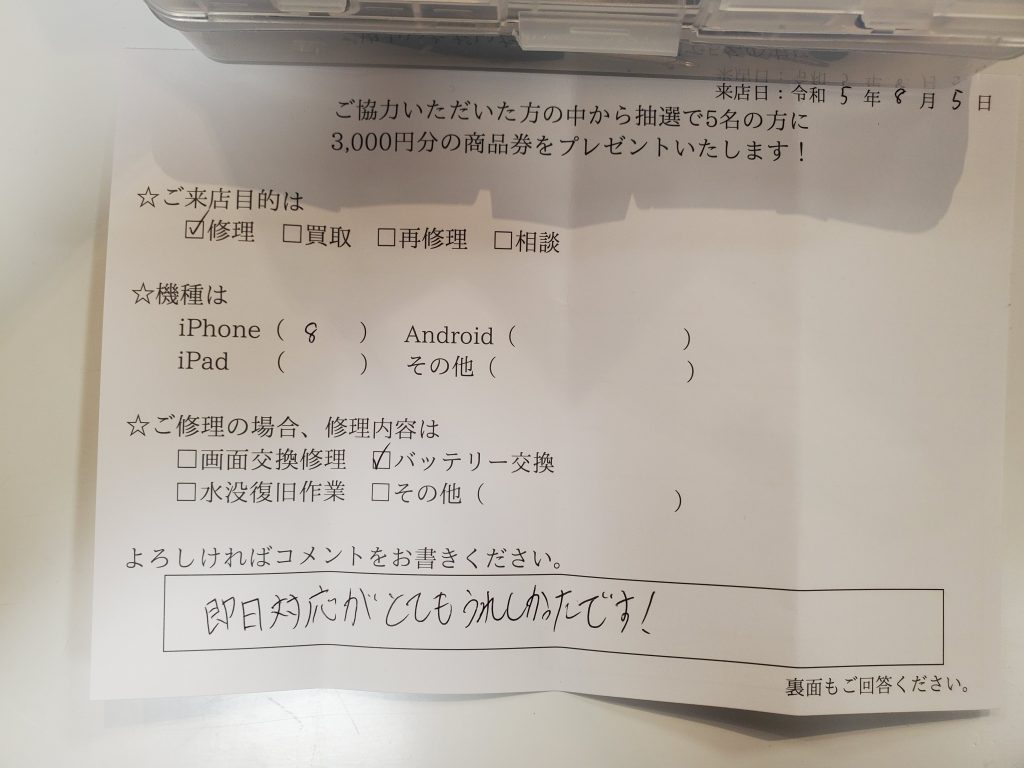 来店日：令和 5 年 8 月 5 日
ご協力いただいた方の中から抽選で5名の方に
3,000円分の商品券をプレゼントいたします！
☆ご来店目的は
☑修理 □買取 □再修理 □相談
☆機種は
iPhone（ 8 ） Android（ ）
iPad （ ） その他（ ）
☆ご修理の場合、修理内容は
□画面交換修理 ☑バッテリー交換
□水没復旧作業 □その他（ ）
よろしければコメントをお書きください。
即日対応がとてもうれしかったです！
裏面もご回答ください。